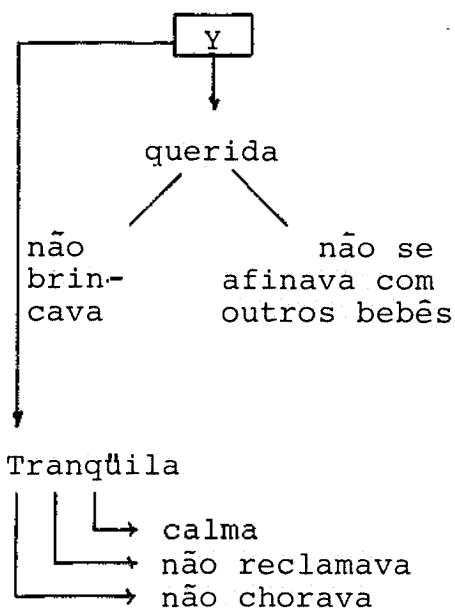 Y
querida
não
brin-
cava
não se
afinava com
outros bebês
Tranqüila
calma
não reclamava
não chorava